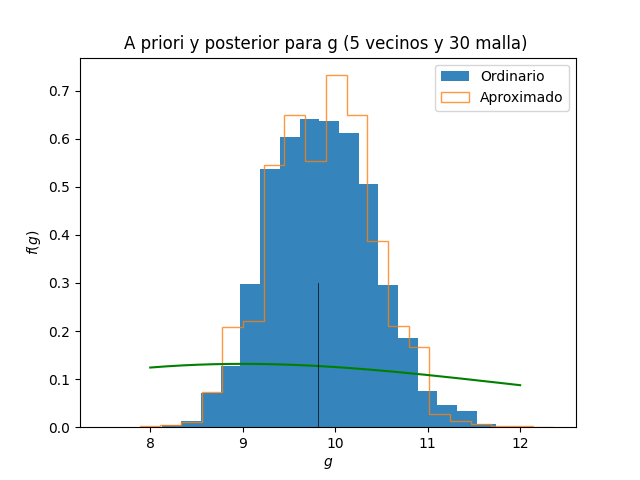 A priori y posterior para g (5 vecinos y 30 malla)
Ordinario
Aproximado
0.7
0.6
0.5
0.4
0.3
0.2
0.1
0.0
f(g)
8 9 10 11 12
g